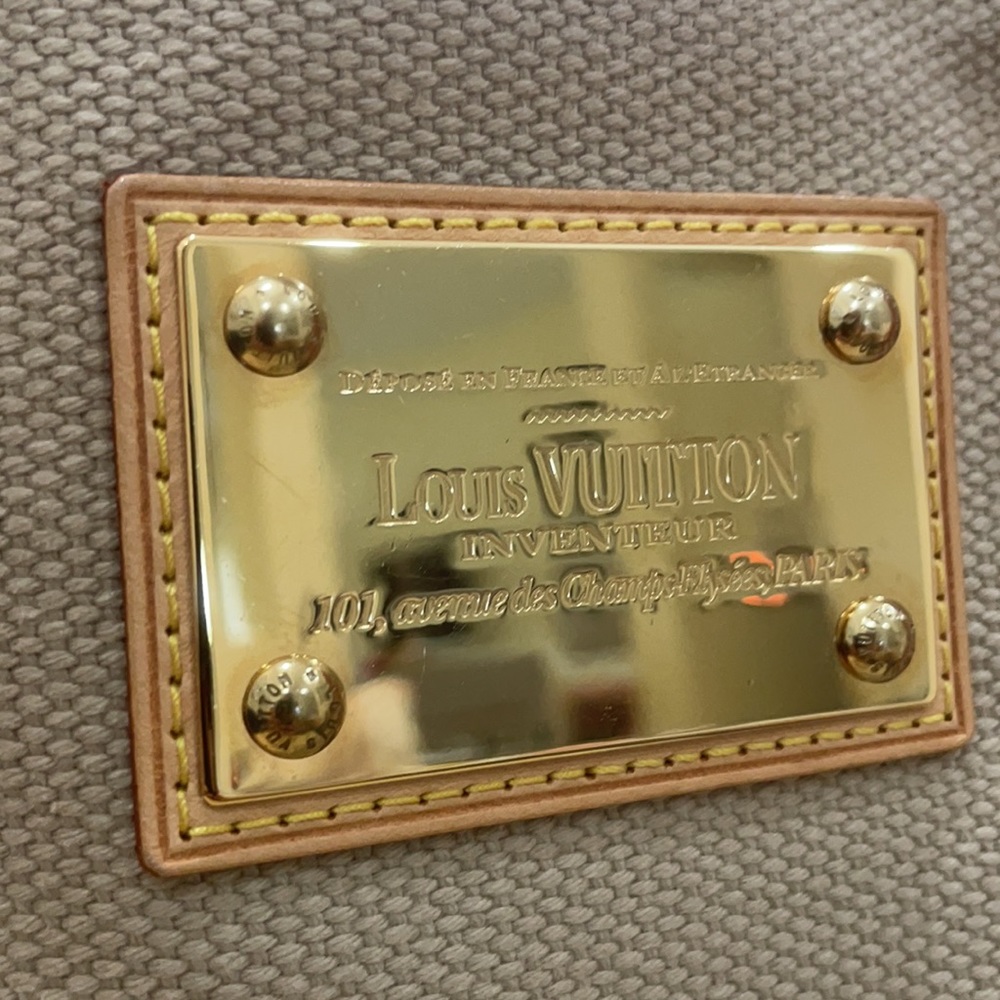 DÉPOSÉ EN FRANCE ET À L'ETRANGER
LOUIS VUITTON
INVENTEUR
101, avenue des Champs-Elysées, PARIS